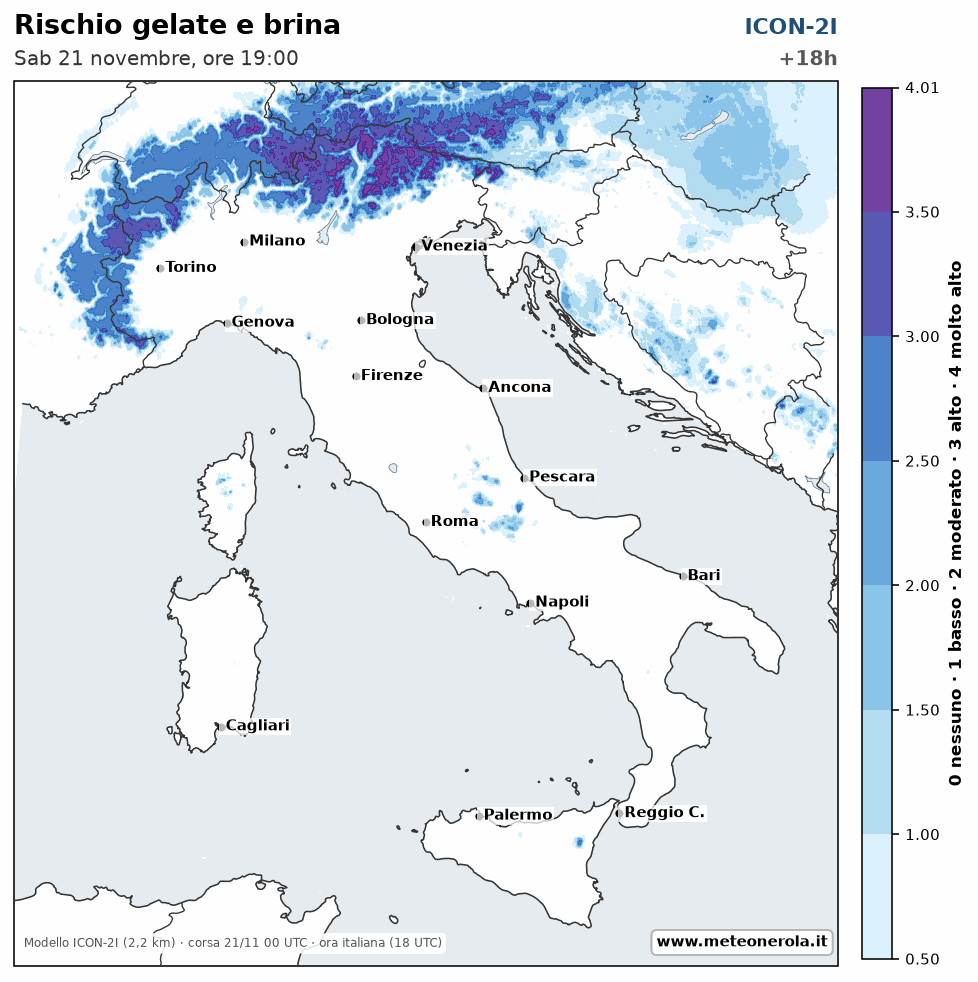 Rischio gelate e brina
ICON-2I
Sab 21 novembre, ore 19:00
+18h
Milano
Venezia
Torino
Genova
Bologna
Firenze
Ancona
Pescara
Roma
Bari
Napoli
Cagliari
Palermo
Reggio C.
Modello ICON-2I (2,2 km) · corsa 21/11 00 UTC · ora italiana (18 UTC)
www.meteonerola.it
4.01
3.50
3.00
2.50
2.00
1.50
1.00
0.50
0 nessuno · 1 basso · 2 moderato · 3 alto · 4 molto alto